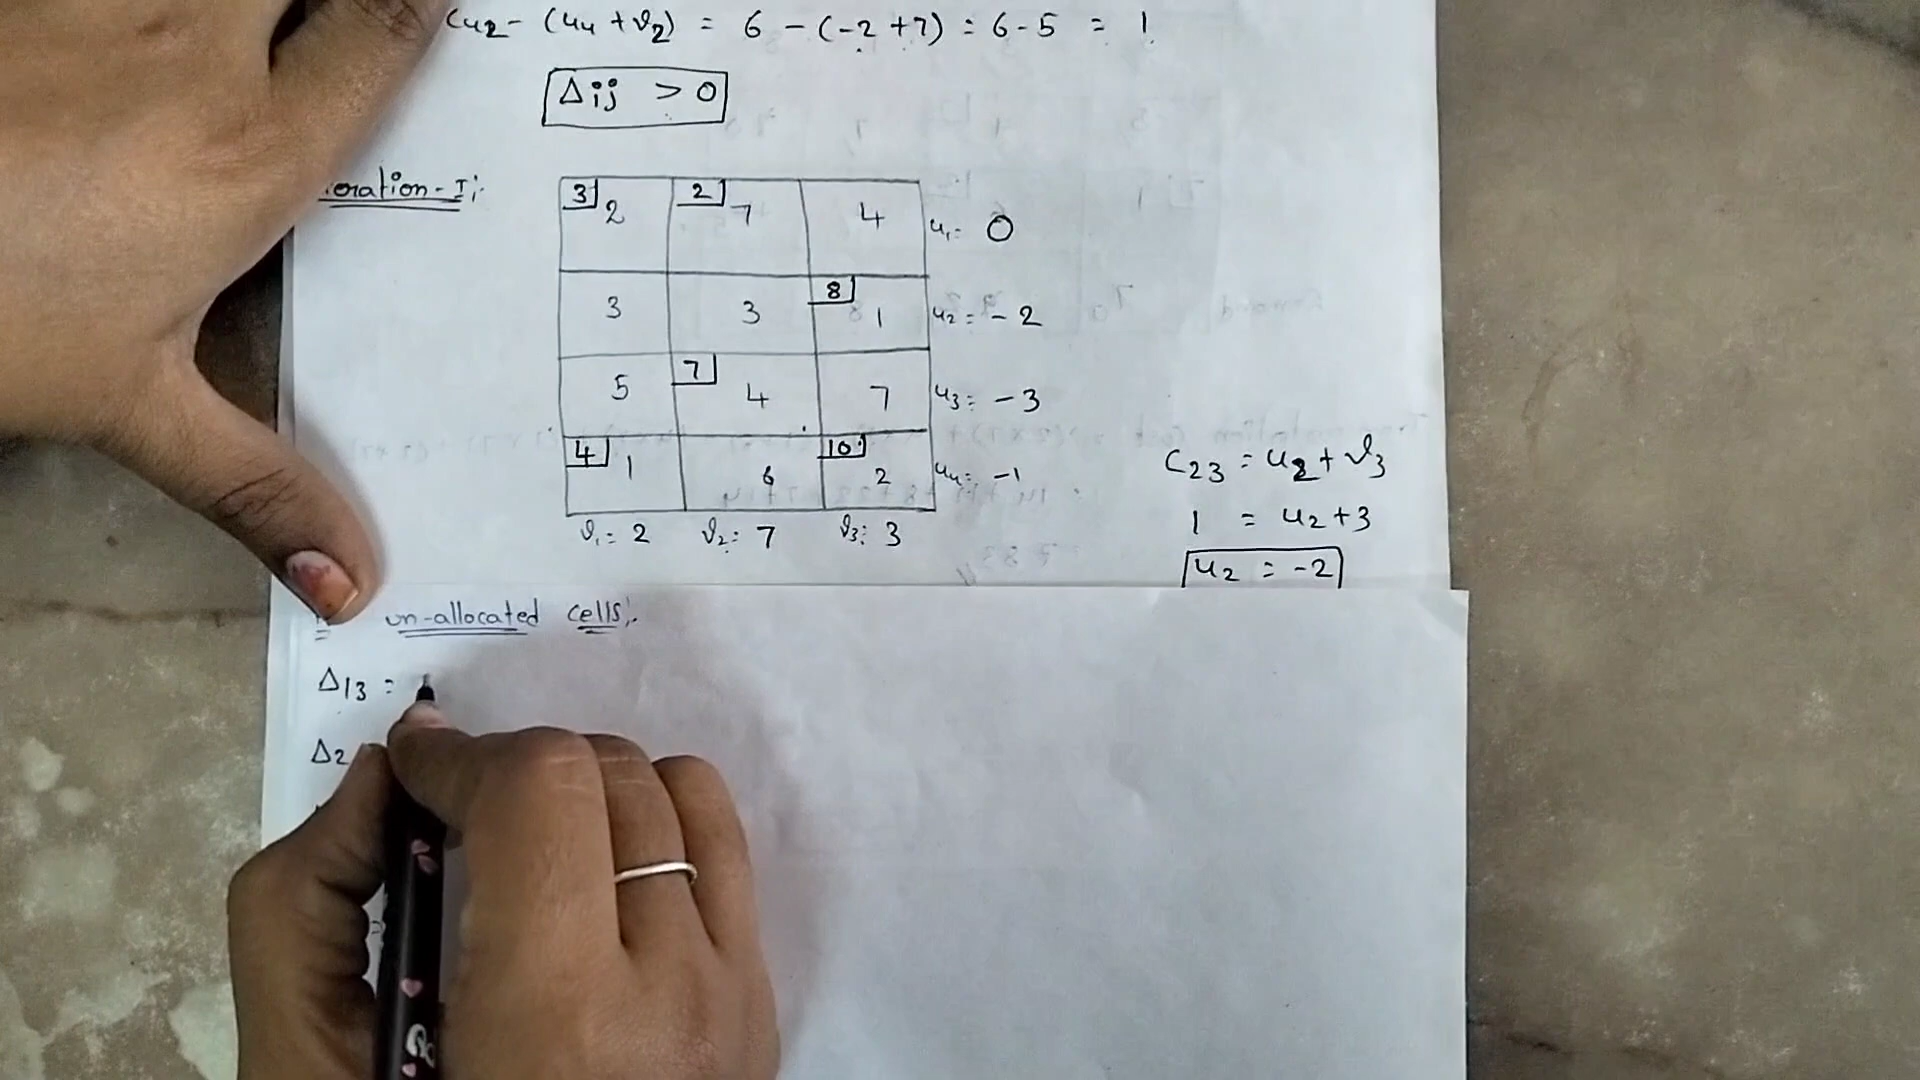 C42 - (u4 + v2) = 6 - (-2 + 7) = 6 - 5 = 1
Δij > 0
eration - I:
3 2 2 7 4 u1 = 0
3 3 8 1 u2 = -2
5 7 4 7 u3 = -3
4 1 6 10 2 u4 = -1
v1 = 2 v2 = 7 v3 = 3
C23 = u2 + v3
1 = u2 + 3
u2 = -2
un-allocated cells:
Δ13 =
Δ2